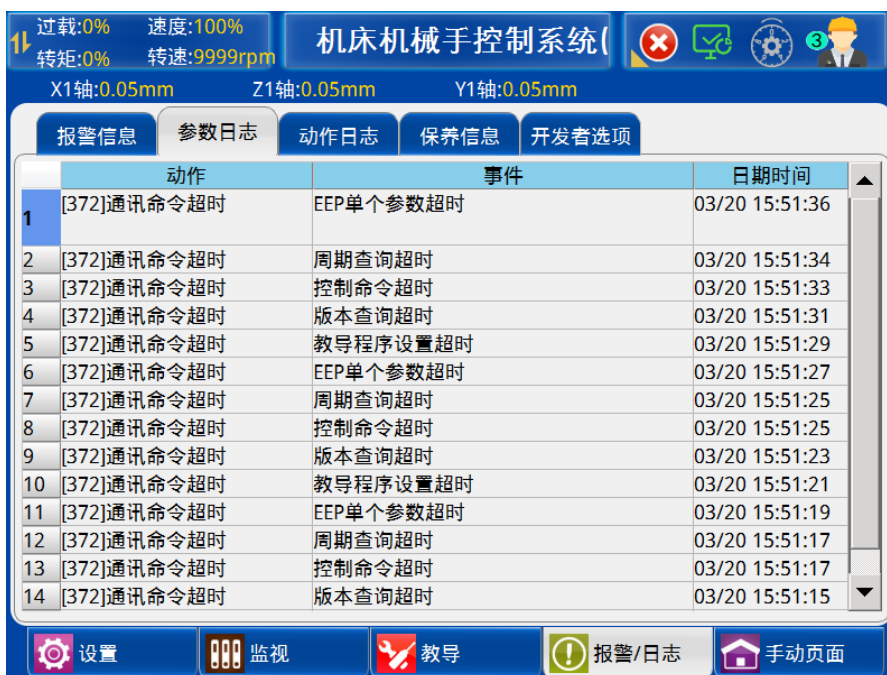 过载:0% 速度:100%
机床机械手控制系统(
3
转矩:0% 转速:9999rpm
X1轴:0.05mm Z1轴:0.05mm Y1轴:0.05mm
报警信息 参数日志 动作日志 保养信息 开发者选项
动作 事件 日期时间
1 [372]通讯命令超时 EEP单个参数超时 03/20 15:51:36
2 [372]通讯命令超时 周期查询超时 03/20 15:51:34
3 [372]通讯命令超时 控制命令超时 03/20 15:51:33
4 [372]通讯命令超时 版本查询超时 03/20 15:51:31
5 [372]通讯命令超时 教导程序设置超时 03/20 15:51:29
6 [372]通讯命令超时 EEP单个参数超时 03/20 15:51:27
7 [372]通讯命令超时 周期查询超时 03/20 15:51:25
8 [372]通讯命令超时 控制命令超时 03/20 15:51:25
9 [372]通讯命令超时 版本查询超时 03/20 15:51:23
10 [372]通讯命令超时 教导程序设置超时 03/20 15:51:21
11 [372]通讯命令超时 EEP单个参数超时 03/20 15:51:19
12 [372]通讯命令超时 周期查询超时 03/20 15:51:17
13 [372]通讯命令超时 控制命令超时 03/20 15:51:17
14 [372]通讯命令超时 版本查询超时 03/20 15:51:15
设置 监视 教导 报警/日志 手动页面